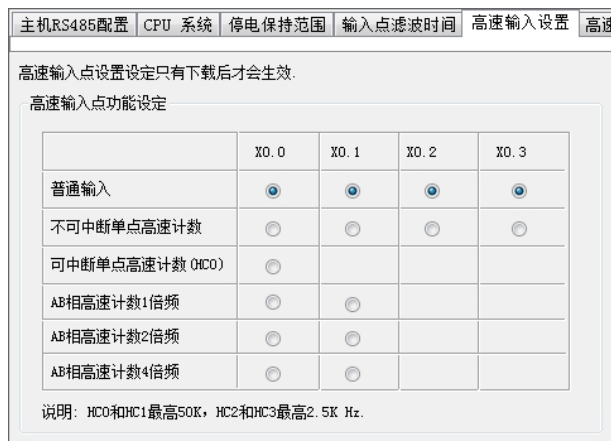 主机RS485配置 CPU 系统 停电保持范围 输入点滤波时间 高速输入设置 高速
高速输入点设置设定只有下载后才会生效.
高速输入点功能设定
X0.0 X0.1 X0.2 X0.3
普通输入
不可中断单点高速计数
可中断单点高速计数(HC0)
AB相高速计数1倍频
AB相高速计数2倍频
AB相高速计数4倍频
说明: HC0和HC1最高50K, HC2和HC3最高2.5K Hz.